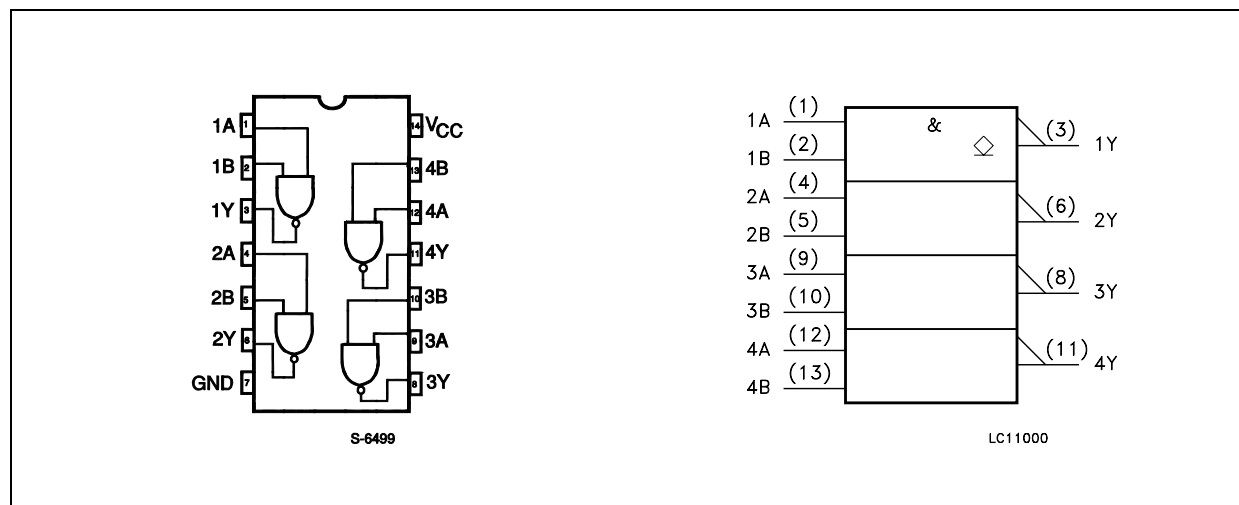 1A 1 14 VCC
1B 2 13 4B
1Y 3 12 4A
2A 4 11 4Y
2B 5 10 3B
2Y 6 9 3A
GND 7 8 3Y
S-6499
1A (1)
1B (2)
2A (4)
2B (5)
3A (9)
3B (10)
4A (12)
4B (13)
&
(3) 1Y
(6) 2Y
(8) 3Y
(11) 4Y
LC11000